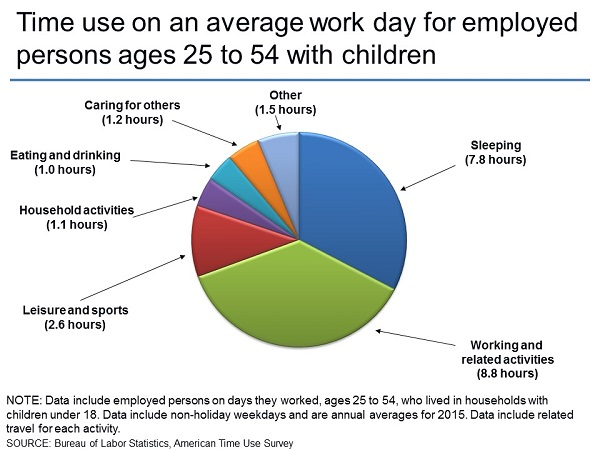 Time use on an average work day for employed
persons ages 25 to 54 with children
Other
(1.5 hours)
Caring for others
(1.2 hours)
Sleeping
(7.8 hours)
Eating and drinking
(1.0 hours)
Household activities
(1.1 hours)
Leisure and sports
(2.6 hours)
Working and
related activities
(8.8 hours)
NOTE: Data include employed persons on days they worked, ages 25 to 54, who lived in households with
children under 18. Data include non-holiday weekdays and are annual averages for 2015. Data include related
travel for each activity.
SOURCE: Bureau of Labor Statistics, American Time Use Survey